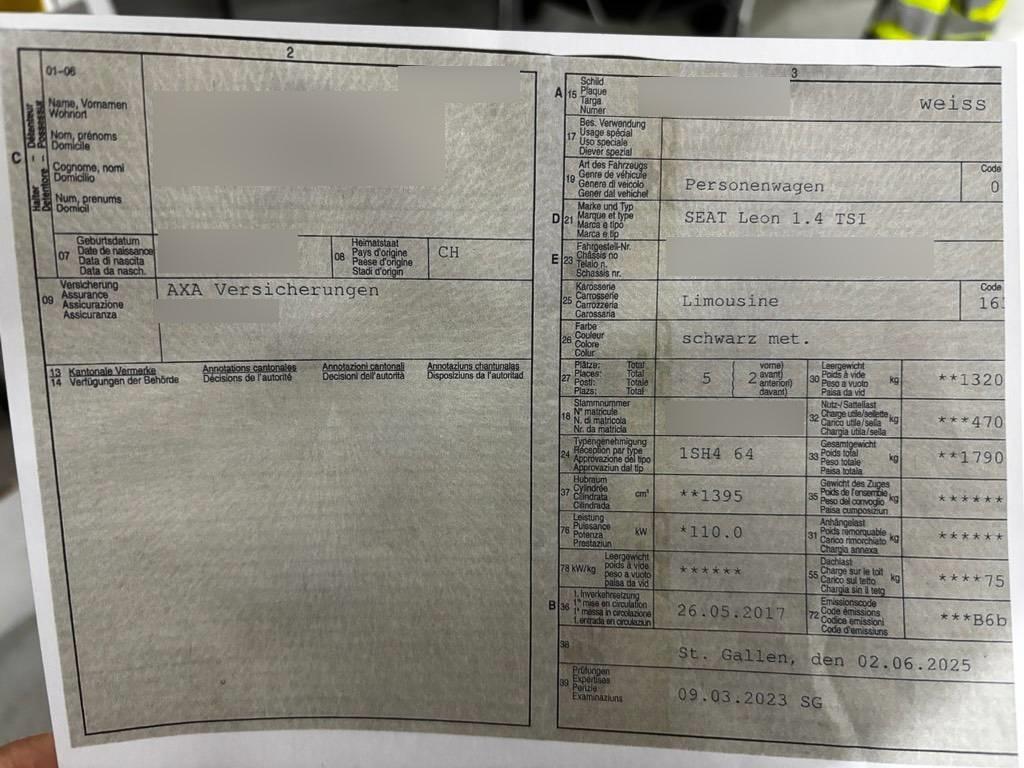 2
01-06
C
Halter – Détenteur
Detentore – Possessur
Name, Vornamen
Wohnort
Nom, prénoms
Domicile
Cognome, nomi
Domicilio
Num, prenums
Domicil
07
Geburtsdatum
Date de naissance
Data di nascita
Data da nasch.
08
Heimatstaat
Pays d'origine
Paese d'origine
Stadi d'origin
CH
09
Versicherung
Assurance
Assicurazione
Assicuranza
AXA Versicherungen
13 Kantonale Vermerke
14 Verfügungen der Behörde
Annotations cantonales
Décisions de l'autorité
Annotazioni cantonali
Decisioni dell'autorità
Annotaziuns chantunalas
Disposiziuns da l'autoritad
3
A 15
Schild
Plaque
Targa
Numer
weiss
17
Bes. Verwendung
Usage spécial
Uso speciale
Diever spezial
19
Art des Fahrzeugs
Genre de véhicule
Genere di veicolo
Gener dal vehichel
Personenwagen
Code
0
D 21
Marke und Typ
Marque et type
Marca e tipo
Marca e tip
SEAT Leon 1.4 TSI
E 23
Fahrgestell-Nr.
Châssis no
Telaio n.
Schassis nr.
25
Karosserie
Carrosserie
Carrozzeria
Carossaria
Limousine
Code
16
26
Farbe
Couleur
Colore
Colur
schwarz met.
27
Plätze: Total
Places: Total
Posti: Totale
Plazs: Total
5
2
vorne)
avant)
anteriori)
davant)
30
Leergewicht
Poids à vide
Peso a vuoto
Paisa da vid
kg
**1320
18
Stammnummer
N° matricule
N. di matricola
Nr. da matricla
32
Nutz-/Sattellast
Charge utile/sellette
Carico utile/sella
Chargia utila/sella
kg
***470
24
Typengenehmigung
Réception par type
Approvazione del tipo
Approvaziun dal tip
1SH4 64
33
Gesamtgewicht
Poids total
Peso totale
Paisa totala
kg
**1790
37
Hubraum
Cylindrée
Cilindrata
Cilindrada
cm³
**1395
35
Gewicht des Zuges
Poids de l'ensemble
Peso del convoglio
Paisa cumposiziun
kg
******
76
Leistung
Puissance
Potenza
Prestaziun
kW
*110.0
31
Anhängelast
Poids remorquable
Carico rimorchiato
Chargia annexa
kg
******
78 kW/kg
Leergewicht
poids à vide
peso a vuoto
paisa da vid
******
55
Dachlast
Charge sur le toit
Carico sul tetto
Chargia sin il tetg
kg
****75
B 36
1. Inverkehrsetzung
1re mise en circulation
1a messa in circolazione
1. entrada en circulaziun
26.05.2017
72
Emissionscode
Code émissions
Codice emissioni
Code d'emissiuns
***B6b
38
St. Gallen, den 02.06.2025
39
Prüfungen
Expertises
Perizie
Examinaziuns
09.03.2023 SG